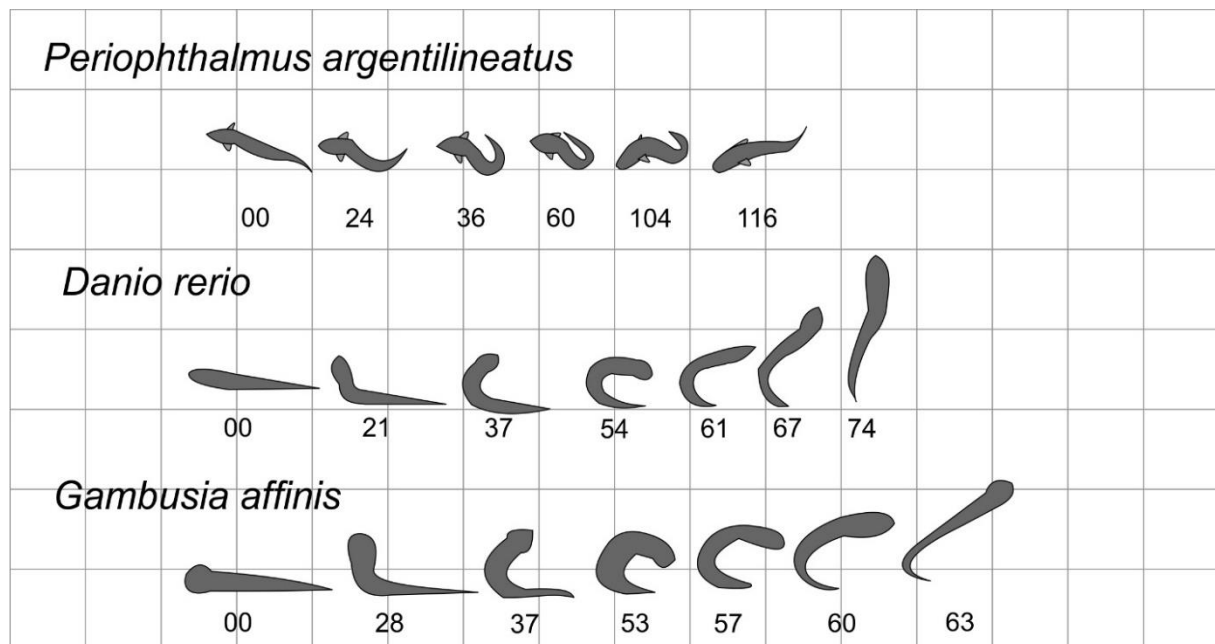 Periophthalmus argentilineatus
00 24 36 60 104 116
Danio rerio
00 21 37 54 61 67 74
Gambusia affinis
00 28 37 53 57 60 63